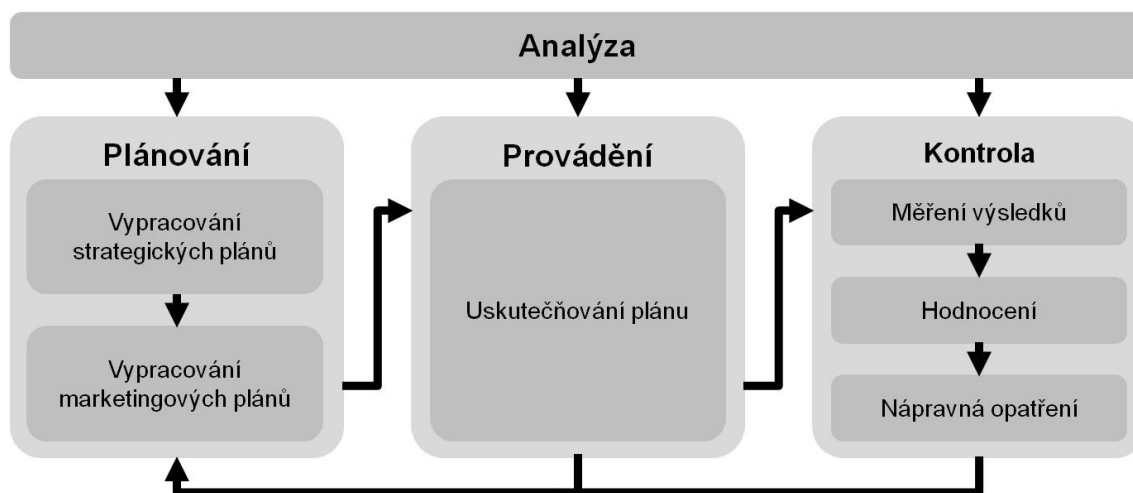 Analýza
Plánování
Vypracování
strategických plánů
Vypracování
marketingových plánů
Provádění
Uskutečňování plánu
Kontrola
Měření výsledků
Hodnocení
Nápravná opatření